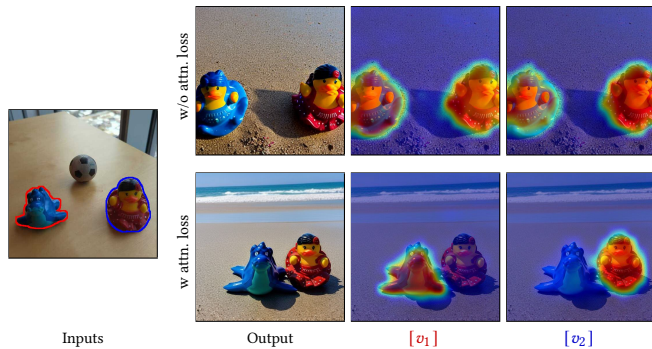 w/o attn. loss
w attn. loss
Inputs
Output
[v₁]
[v₂]